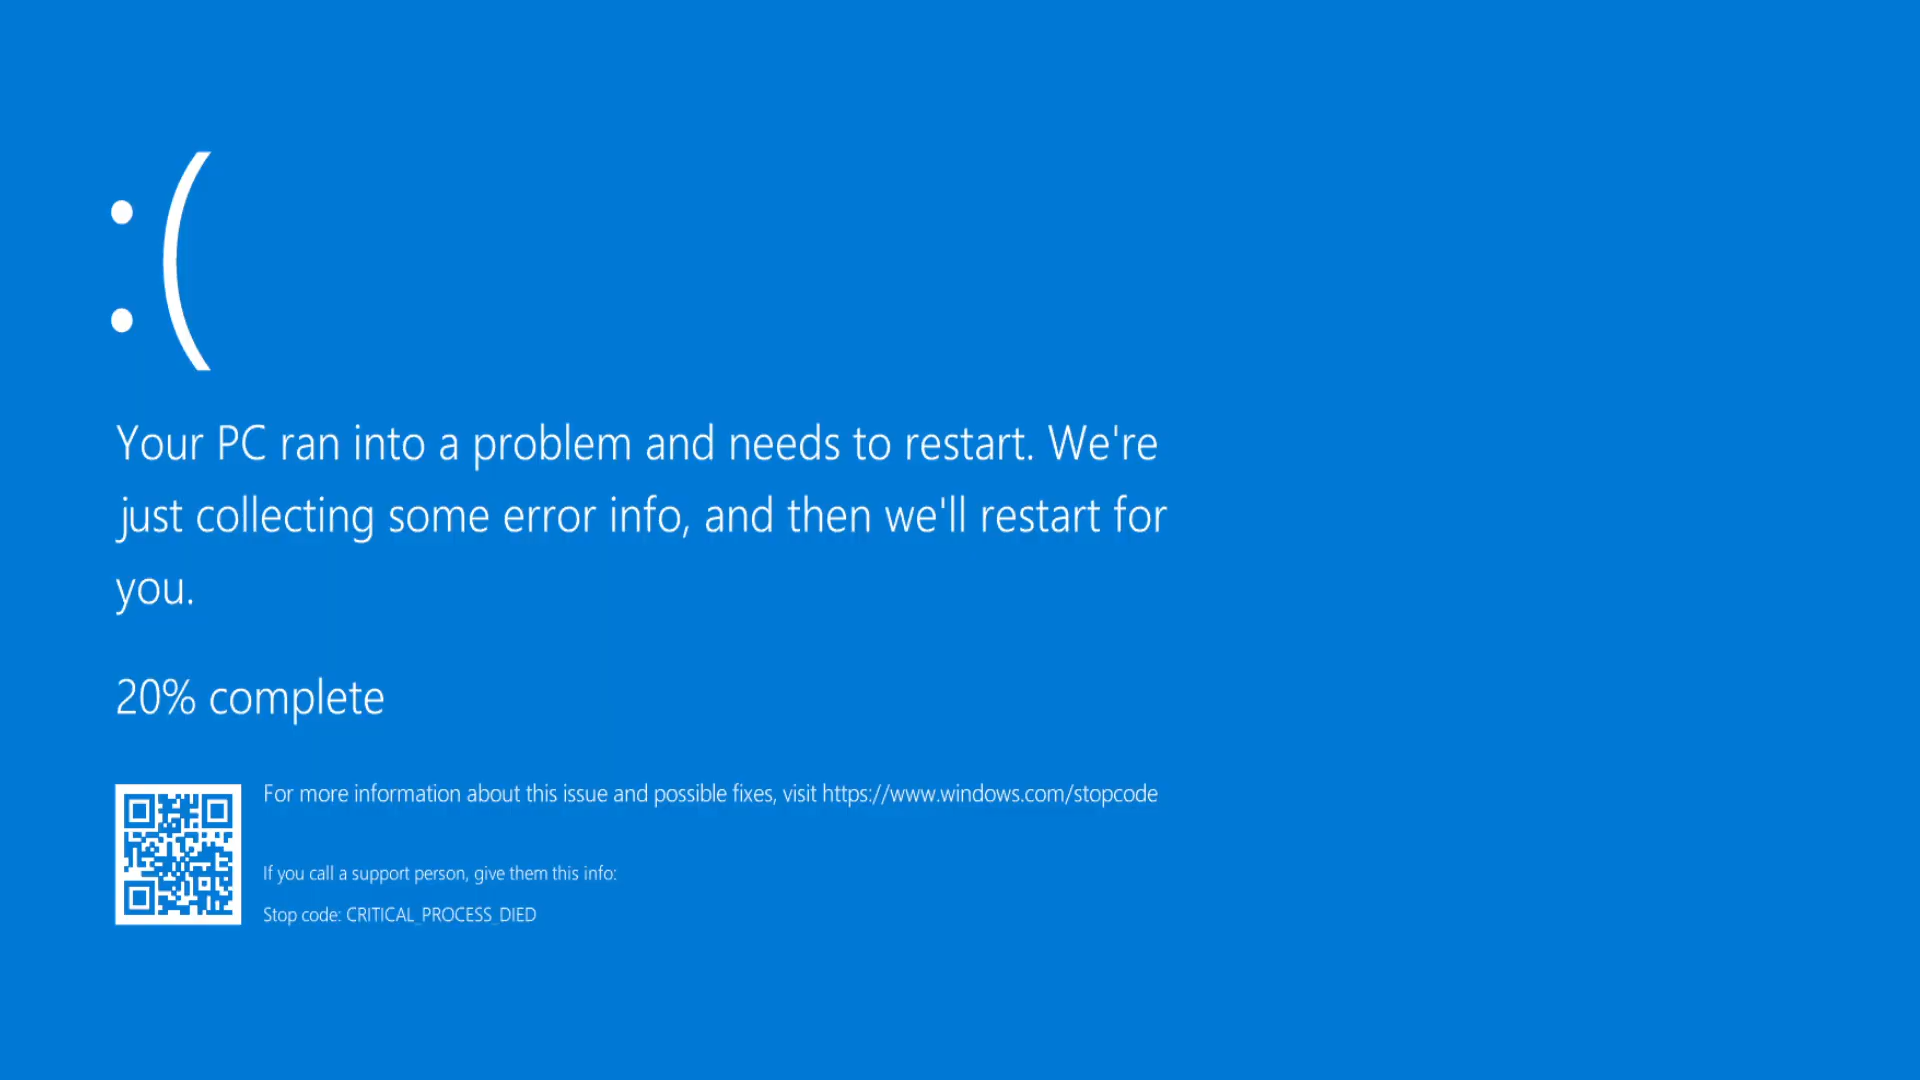 :(
Your PC ran into a problem and needs to restart. We're
just collecting some error info, and then we'll restart for
you.
20% complete
For more information about this issue and possible fixes, visit https://www.windows.com/stopcode
If you call a support person, give them this info:
Stop code: CRITICAL_PROCESS_DIED